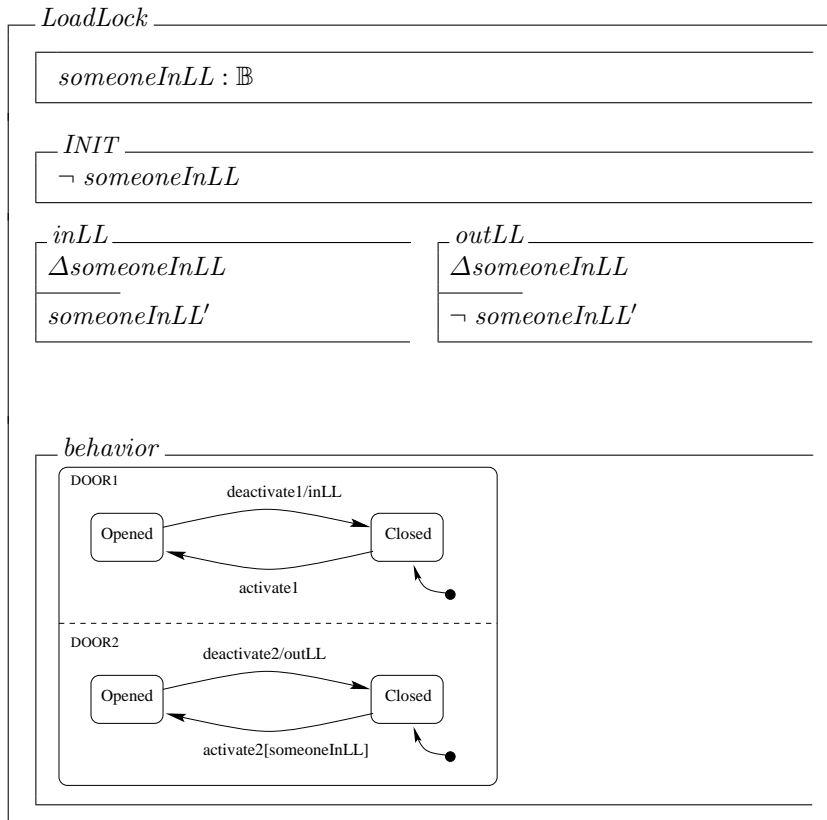 LoadLock
someoneInLL : 𝔹
INIT
¬ someoneInLL
inLL
ΔsomeoneInLL
someoneInLL′
outLL
ΔsomeoneInLL
¬ someoneInLL′
behavior
DOOR1
deactivate1/inLL
Opened
Closed
activate1
DOOR2
deactivate2/outLL
Opened
Closed
activate2[someoneInLL]